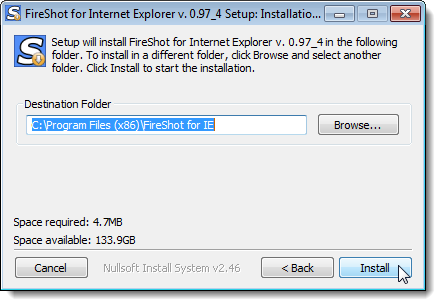 FireShot for Internet Explorer v. 0.97_4 Setup: Installatio...
Setup will install FireShot for Internet Explorer v. 0.97_4 in the following
folder. To install in a different folder, click Browse and select another
folder. Click Install to start the installation.
Destination Folder
C:\Program Files (x86)\FireShot for IE
Browse...
Space required: 4.7MB
Space available: 133.9GB
Cancel
Nullsoft Install System v2.46
< Back
Install